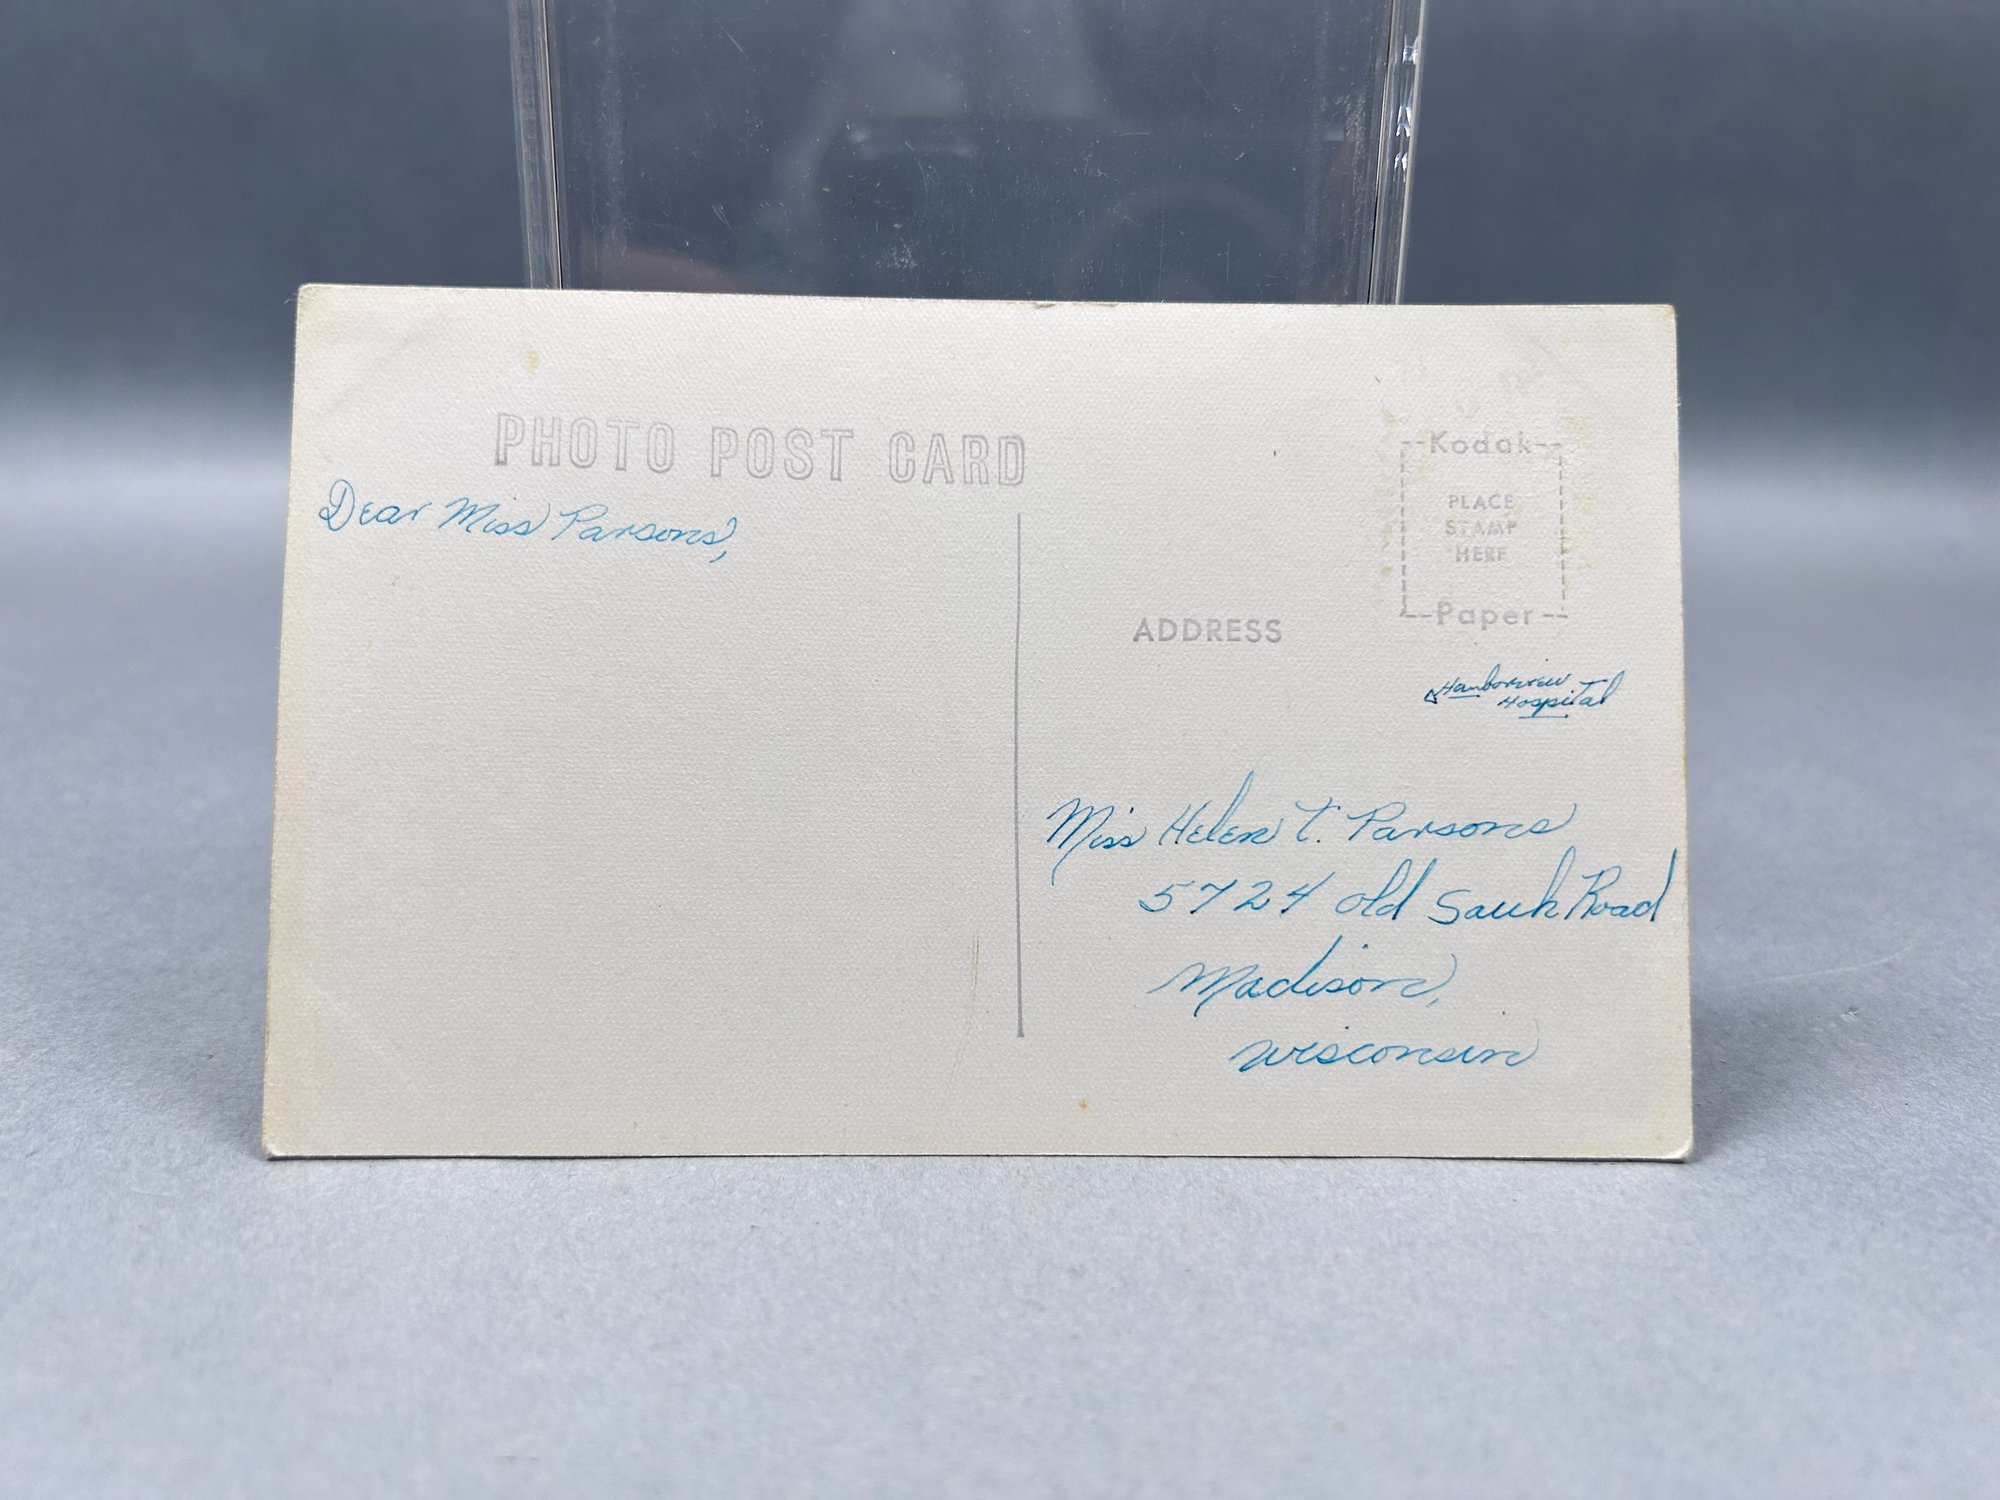 PHOTO POST CARD
Dear Miss Parsons,
Kodak
PLACE
STAMP
HERE
Paper
ADDRESS
Harborview
Hospital
Miss Helen T. Parsons
5724 Old Sauk Road
Madison,
Wisconsin